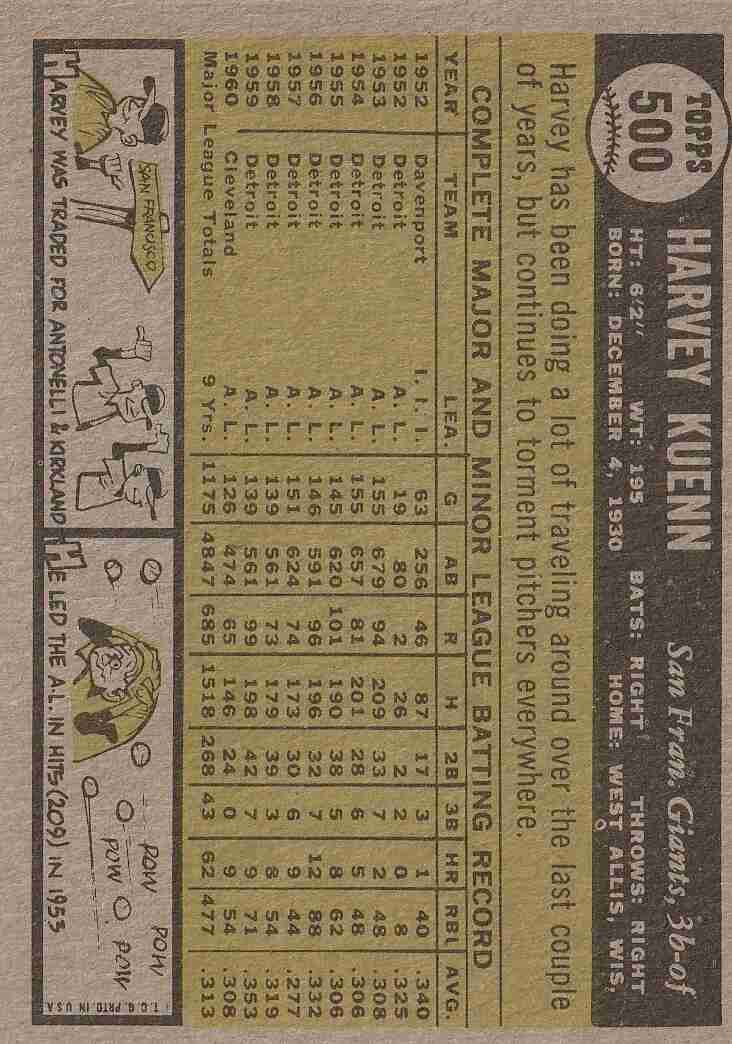 TOPPS
500
HARVEY KUENN San Fran. Giants, 3b-of
HT: 6'2" WT: 195 BATS: RIGHT THROWS: RIGHT
BORN: DECEMBER 4, 1930 HOME: WEST ALLIS, WIS.
Harvey has been doing a lot of traveling around over the last couple
of years, but continues to torment pitchers everywhere.
COMPLETE MAJOR AND MINOR LEAGUE BATTING RECORD
YEAR TEAM LEA. G AB R H 2B 3B HR RBI. AVG.
1952 Davenport I. I. I. 63 256 46 87 17 3 1 40 .340
1952 Detroit A. L. 19 80 2 26 2 2 0 8 .325
1953 Detroit A. L. 155 679 94 209 33 7 2 48 .308
1954 Detroit A. L. 155 657 81 201 28 6 5 48 .306
1955 Detroit A. L. 145 620 101 190 38 5 8 62 .306
1956 Detroit A. L. 146 591 96 196 32 7 12 88 .332
1957 Detroit A. L. 151 624 74 173 30 6 9 44 .277
1958 Detroit A. L. 139 561 73 179 39 3 8 54 .319
1959 Detroit A. L. 139 561 99 198 42 7 9 71 .353
1960 Cleveland A. L. 126 474 65 146 24 0 9 54 .308
Major League Totals 9 Yrs. 1175 4847 685 1518 268 43 62 477 .313
SAN FRANCISCO
HARVEY WAS TRADED FOR ANTONELLI & KIRKLAND
POW
POW
POW
POW
HE LED THE A.L. IN HITS (209) IN 1953
T.C.G. PRTD. IN U.S.A.